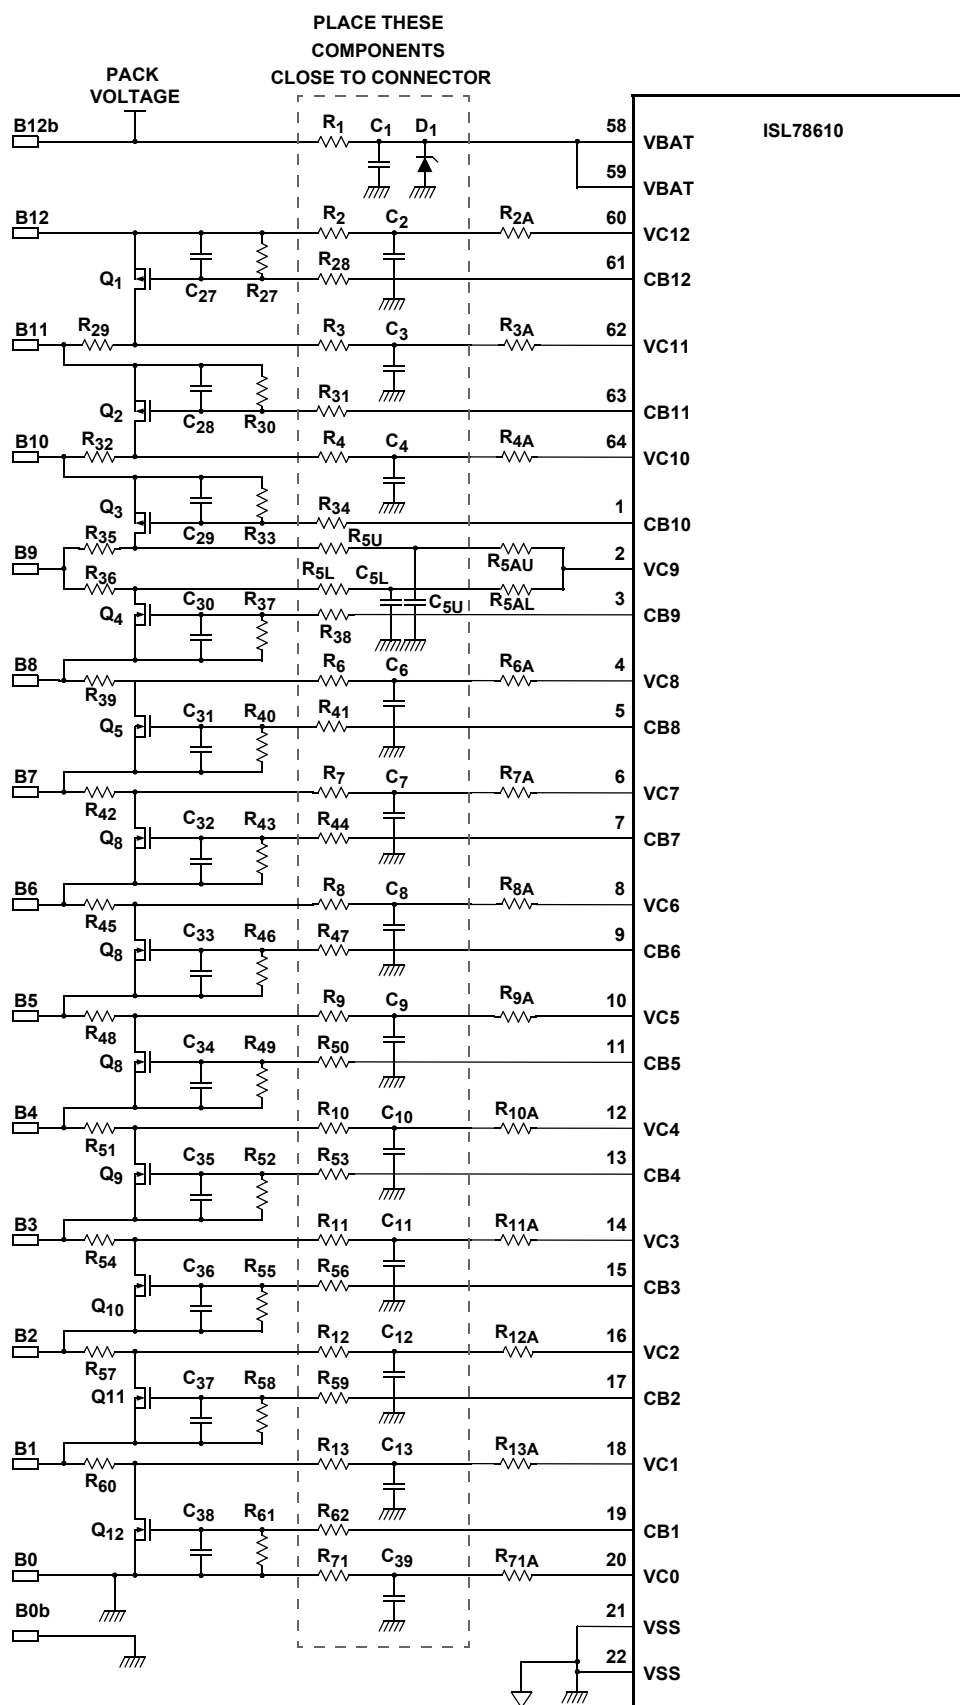 PLACE THESE
COMPONENTS
CLOSE TO CONNECTOR
PACK
VOLTAGE
ISL78610
B12b R1 C1 D1 58 VBAT
59 VBAT
B12 R2 C2 R2A 60 VC12
Q1 C27 R27 R28 61 CB12
B11 R29 R3 C3 R3A 62 VC11
Q2 C28 R30 R31 63 CB11
B10 R32 R4 C4 R4A 64 VC10
Q3 C29 R33 R34 1 CB10
B9 R35 R5U R5AU 2 VC9
R36 R5L C5L C5U R5AL
Q4 C30 R37 R38 3 CB9
B8 R39 R6 C6 R6A 4 VC8
Q5 C31 R40 R41 5 CB8
B7 R42 R7 C7 R7A 6 VC7
Q8 C32 R43 R44 7 CB7
B6 R45 R8 C8 R8A 8 VC6
Q8 C33 R46 R47 9 CB6
B5 R48 R9 C9 R9A 10 VC5
Q8 C34 R49 R50 11 CB5
B4 R51 R10 C10 R10A 12 VC4
Q9 C35 R52 R53 13 CB4
B3 R54 R11 C11 R11A 14 VC3
Q10 C36 R55 R56 15 CB3
B2 R57 R12 C12 R12A 16 VC2
Q11 C37 R58 R59 17 CB2
B1 R60 R13 C13 R13A 18 VC1
Q12 C38 R61 R62 19 CB1
B0 R71 C39 R71A 20 VC0
B0b 21 VSS
22 VSS